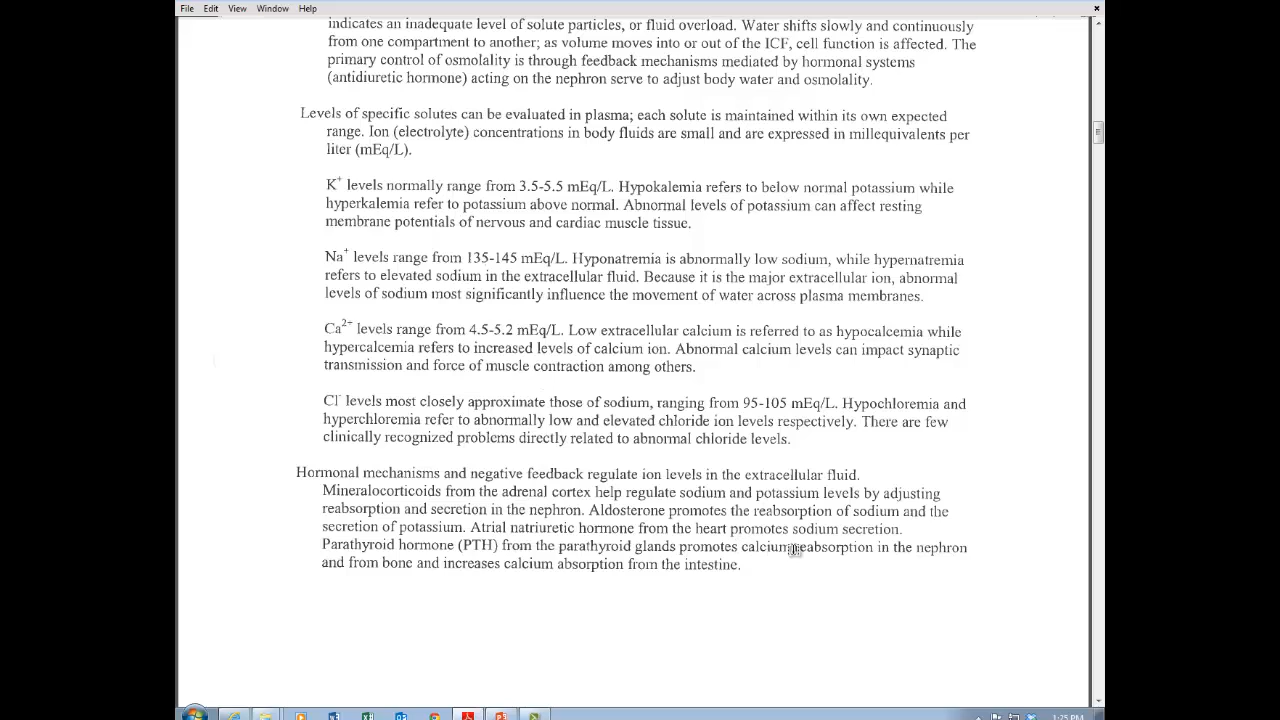 File Edit View Window Help
indicates an inadequate level of solute particles, or fluid overload. Water shifts slowly and continuously
from one compartment to another; as volume moves into or out of the ICF, cell function is affected. The
primary control of osmolality is through feedback mechanisms mediated by hormonal systems
(antidiuretic hormone) acting on the nephron serve to adjust body water and osmolality.
Levels of specific solutes can be evaluated in plasma; each solute is maintained within its own expected
range. Ion (electrolyte) concentrations in body fluids are small and are expressed in millequivalents per
liter (mEq/L).
K⁺ levels normally range from 3.5-5.5 mEq/L. Hypokalemia refers to below normal potassium while
hyperkalemia refer to potassium above normal. Abnormal levels of potassium can affect resting
membrane potentials of nervous and cardiac muscle tissue.
Na⁺ levels range from 135-145 mEq/L. Hyponatremia is abnormally low sodium, while hypernatremia
refers to elevated sodium in the extracellular fluid. Because it is the major extracellular ion, abnormal
levels of sodium most significantly influence the movement of water across plasma membranes.
Ca²⁺ levels range from 4.5-5.2 mEq/L. Low extracellular calcium is referred to as hypocalcemia while
hypercalcemia refers to increased levels of calcium ion. Abnormal calcium levels can impact synaptic
transmission and force of muscle contraction among others.
Cl⁻ levels most closely approximate those of sodium, ranging from 95-105 mEq/L. Hypochloremia and
hyperchloremia refer to abnormally low and elevated chloride ion levels respectively. There are few
clinically recognized problems directly related to abnormal chloride levels.
Hormonal mechanisms and negative feedback regulate ion levels in the extracellular fluid.
Mineralocorticoids from the adrenal cortex help regulate sodium and potassium levels by adjusting
reabsorption and secretion in the nephron. Aldosterone promotes the reabsorption of sodium and the
secretion of potassium. Atrial natriuretic hormone from the heart promotes sodium secretion.
Parathyroid hormone (PTH) from the parathyroid glands promotes calcium reabsorption in the nephron
and from bone and increases calcium absorption from the intestine.
1:25 PM